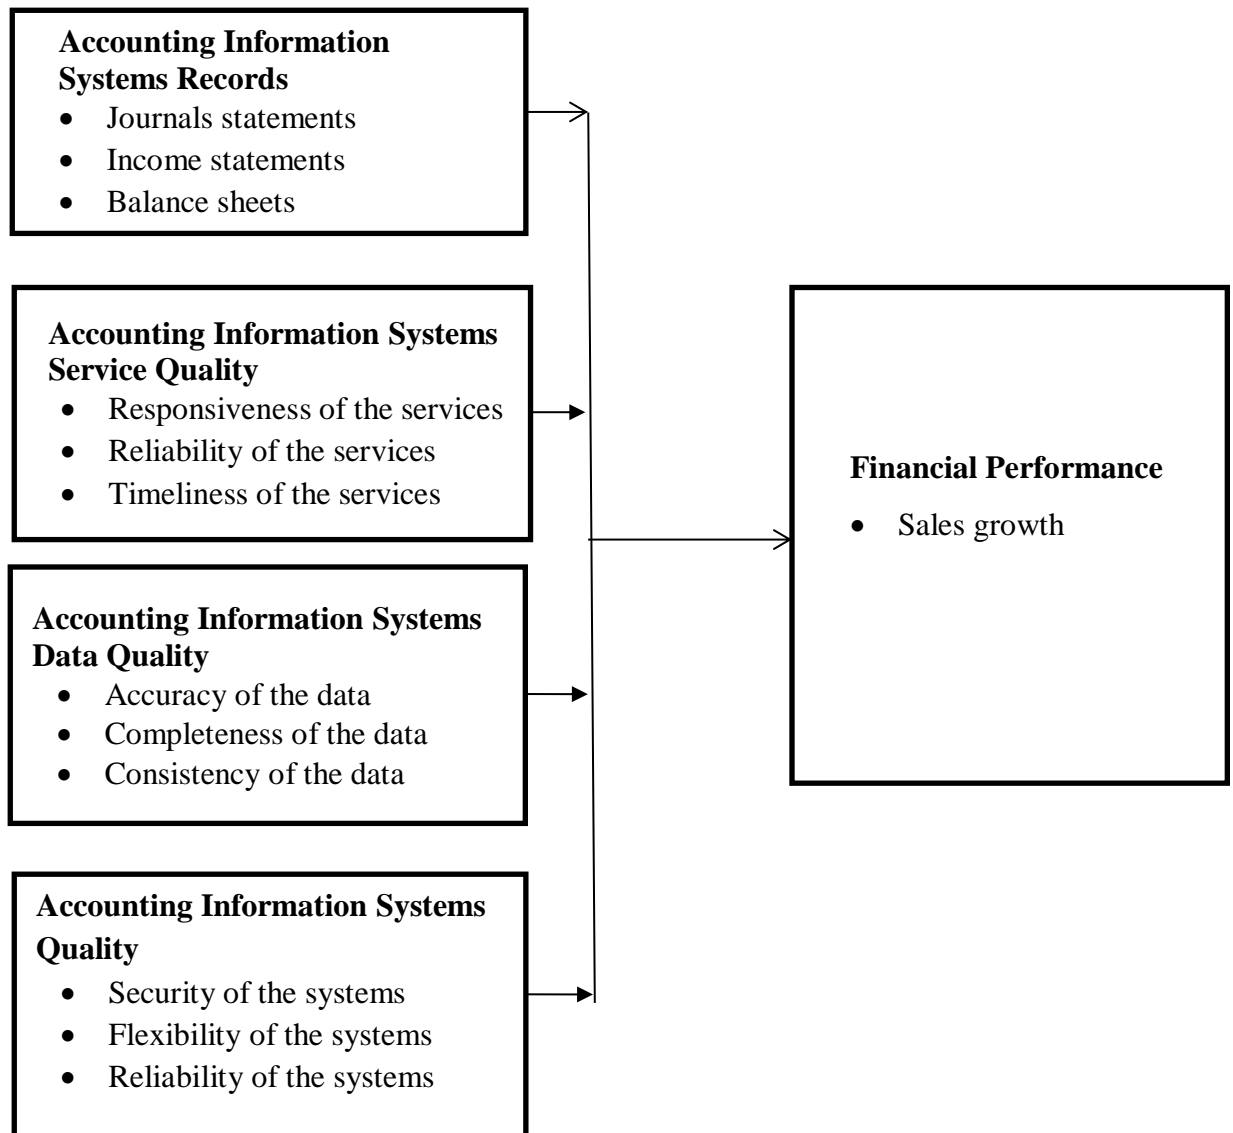 Accounting Information
Systems Records
• Journals statements
• Income statements
• Balance sheets
Accounting Information Systems
Service Quality
• Responsiveness of the services
• Reliability of the services
• Timeliness of the services
Accounting Information Systems
Data Quality
• Accuracy of the data
• Completeness of the data
• Consistency of the data
Accounting Information Systems
Quality
• Security of the systems
• Flexibility of the systems
• Reliability of the systems
Financial Performance
• Sales growth